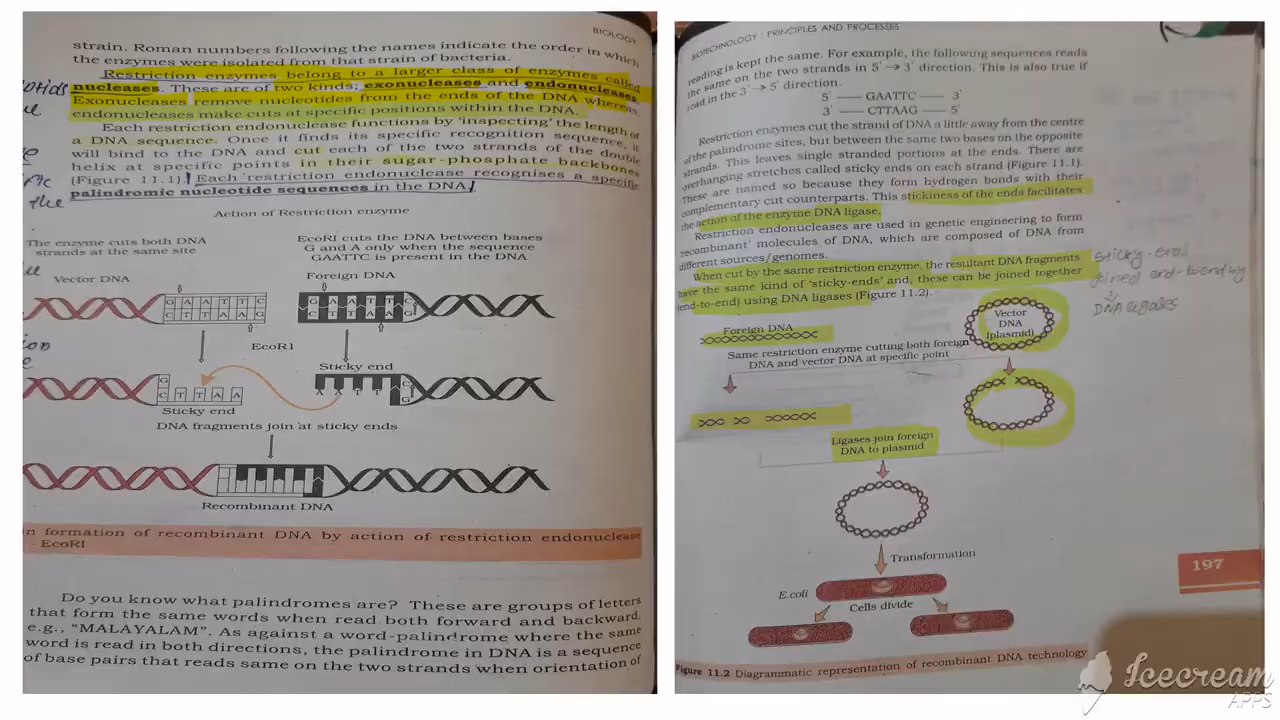 BIOLOGY
strain. Roman numbers following the names indicate the order in which
the enzymes were isolated from that strain of bacteria.
Restriction enzymes belong to a larger class of enzymes called
nucleases. These are of two kinds; exonucleases and endonucleases.
Exonucleases remove nucleotides from the ends of the DNA whereas,
endonucleases make cuts at specific positions within the DNA.
Each restriction endonuclease functions by 'inspecting' the length of
a DNA sequence. Once it finds its specific recognition sequence, it
will bind to the DNA and cut each of the two strands of the double
helix at specific points in their sugar-phosphate backbones
(Figure 11.1). Each restriction endonuclease recognises a specific
palindromic nucleotide sequences in the DNA.
the
Action of Restriction enzyme
The enzyme cuts both DNA
strands at the same site
EcoRI cuts the DNA between bases
G and A only when the sequence
GAATTC is present in the DNA
Vector DNA
Foreign DNA
G A A T T C
G A A T T C
C T T A A G
C T T A A G
EcoRI
Sticky end
G
C T T A A
A A T T C
G
Sticky end
DNA fragments join at sticky ends
Recombinant DNA
n formation of recombinant DNA by action of restriction endonuclease
EcoRI
Do you know what palindromes are? These are groups of letters
that form the same words when read both forward and backward,
e.g., "MALAYALAM". As against a word-palindrome where the same
word is read in both directions, the palindrome in DNA is a sequence
of base pairs that reads same on the two strands when orientation of
BIOTECHNOLOGY : PRINCIPLES AND PROCESSES
reading is kept the same. For example, the following sequences reads
the same on the two strands in 5' → 3' direction. This is also true if
read in the 3' → 5' direction.
5' —— GAATTC —— 3'
3' —— CTTAAG —— 5'
Restriction enzymes cut the strand of DNA a little away from the centre
of the palindrome sites, but between the same two bases on the opposite
strands. This leaves single stranded portions at the ends. There are
overhanging stretches called sticky ends on each strand (Figure 11.1).
These are named so because they form hydrogen bonds with their
complementary cut counterparts. This stickiness of the ends facilitates
the action of the enzyme DNA ligase.
Restriction endonucleases are used in genetic engineering to form
'recombinant' molecules of DNA, which are composed of DNA from
different sources/genomes.
When cut by the same restriction enzyme, the resultant DNA fragments
have the same kind of 'sticky-ends' and, these can be joined together
(end-to-end) using DNA ligases (Figure 11.2).
sticky-end
joined end-to-end by
DNA ligases
Foreign DNA
Vector
DNA
(plasmid)
Same restriction enzyme cutting both foreign
DNA and vector DNA at specific point
Ligases join foreign
DNA to plasmid
Transformation
E.coli
Cells divide
197
Figure 11.2 Diagrammatic representation of recombinant DNA technology
Icecream
APPS